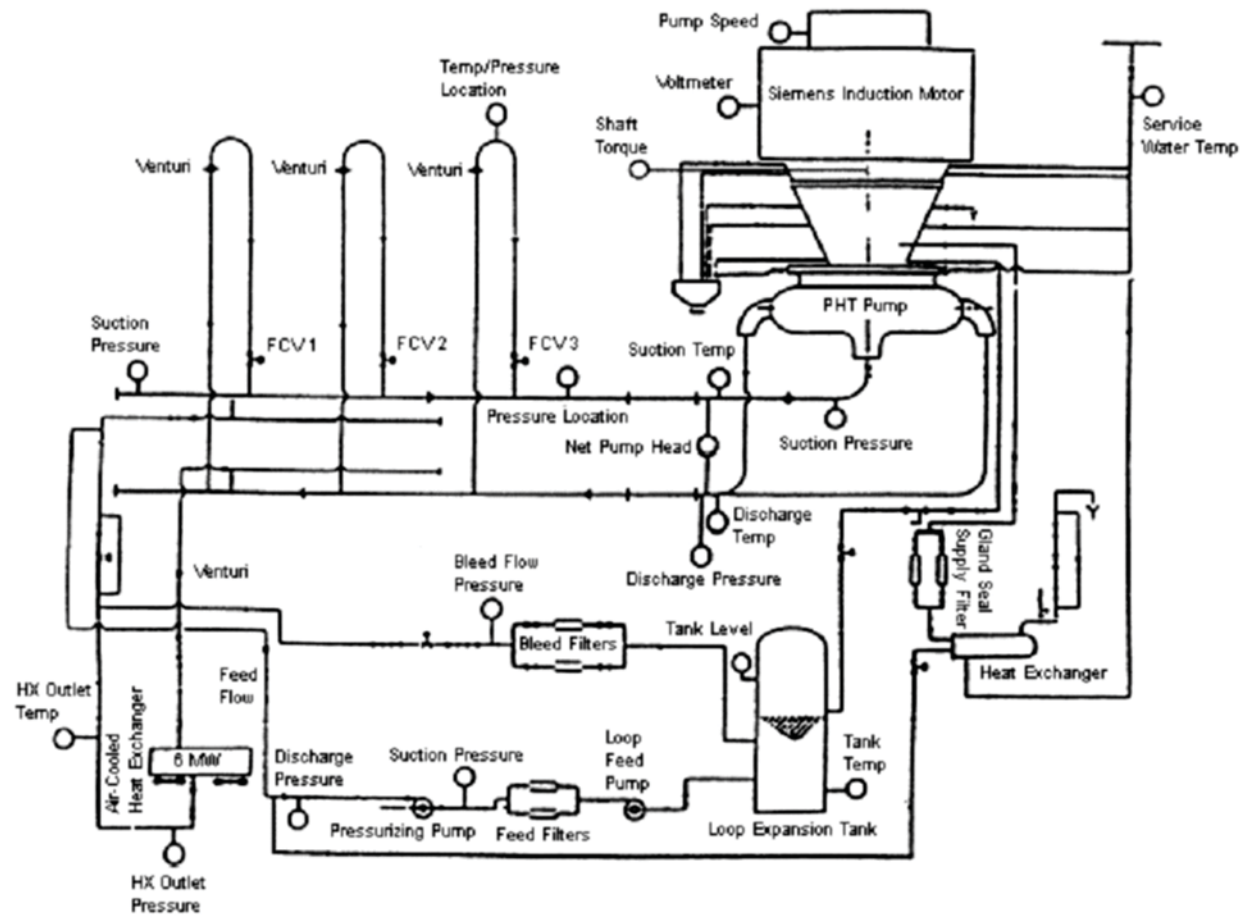 Pump Speed
Siemens Induction Motor
Voltmeter
Temp/Pressure
Location
Shaft
Torque
Service
Water Temp
Venturi
Venturi
Venturi
PHT Pump
Suction
Pressure
FCV1
FCV2
FCV3
Suction Temp
Pressure Location
Net Pump Head
Suction Pressure
Discharge
Temp
Discharge Pressure
Gland Seal
Supply Filter
Venturi
Bleed Flow
Pressure
Bleed Filters
Tank Level
Heat Exchanger
Feed
Flow
HX Outlet
Temp
Air-Cooled
Heat Exchanger
6 MW
Discharge
Pressure
Suction Pressure
Loop
Feed
Pump
Tank
Temp
Pressurizing Pump
Feed Filters
Loop Expansion Tank
HX Outlet
Pressure